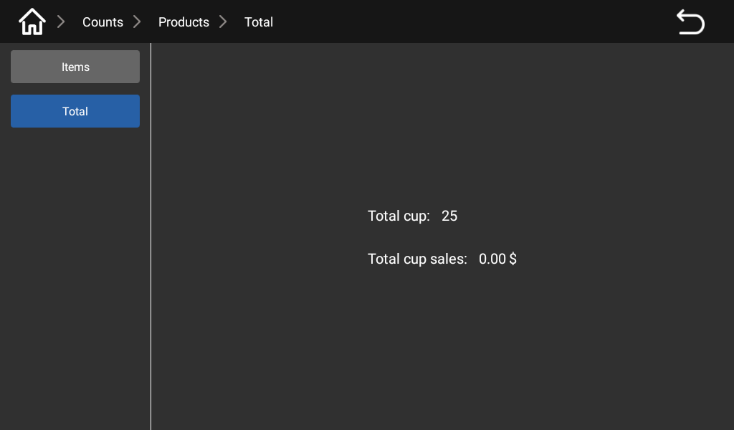 Counts Products Total
Items
Total
Total cup: 25
Total cup sales: 0.00 $